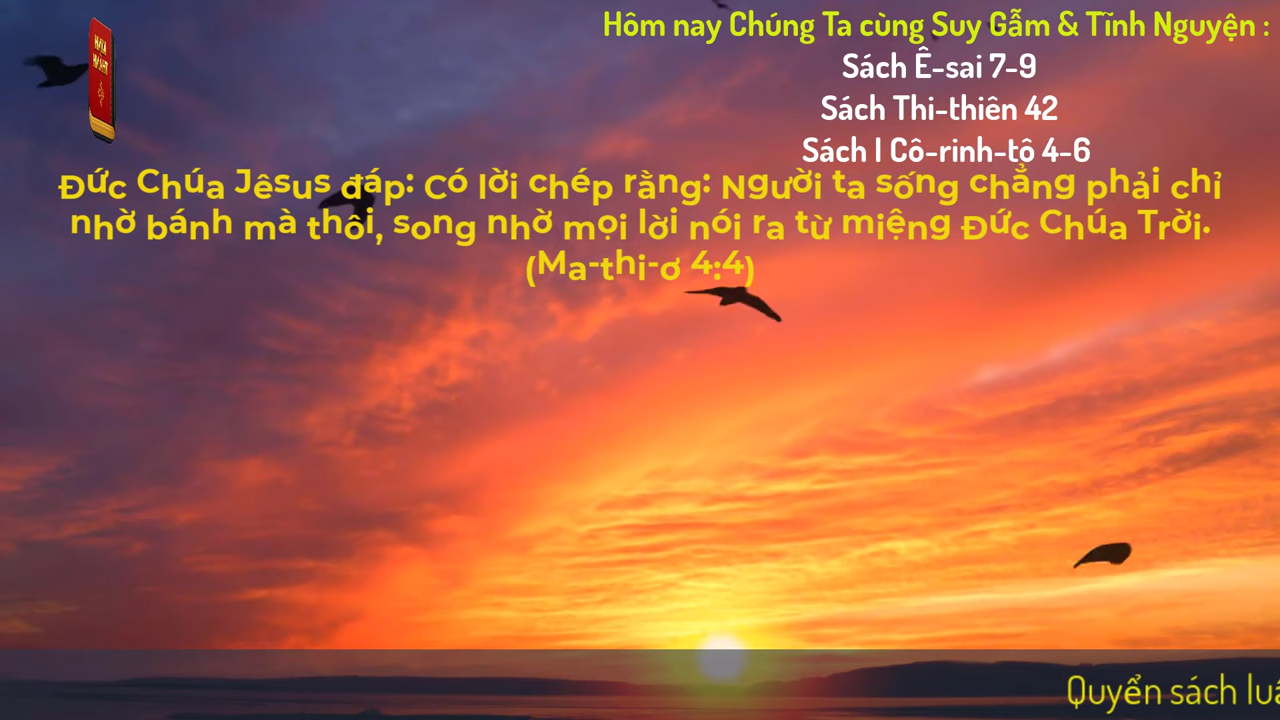 Hôm nay Chúng Ta cùng Suy Gẫm & Tĩnh Nguyện :
Sách Ê-sai 7-9
Sách Thi-thiên 42
Sách I Cô-rinh-tô 4-6
KINH
THÁNH
Đức Chúa Jêsus đáp: Có lời chép rằng: Người ta sống chẳng phải chỉ
nhờ bánh mà thôi, song nhờ mọi lời nói ra từ miệng Đức Chúa Trời.
(Ma-thi-ơ 4:4)
Quyển sách